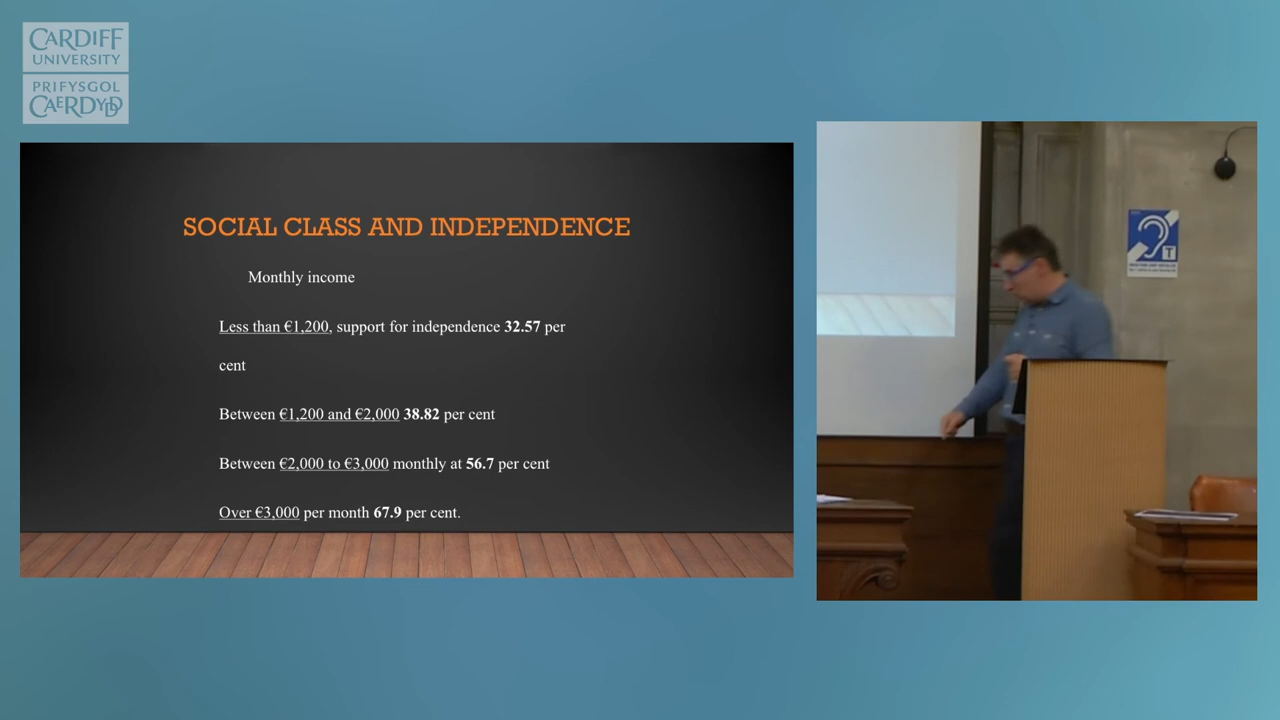 CARDIFF
UNIVERSITY
PRIFYSGOL
CAERDYDD
SOCIAL CLASS AND INDEPENDENCE
Monthly income
Less than €1,200, support for independence 32.57 per
cent
Between €1,200 and €2,000 38.82 per cent
Between €2,000 to €3,000 monthly at 56.7 per cent
Over €3,000 per month 67.9 per cent.
T